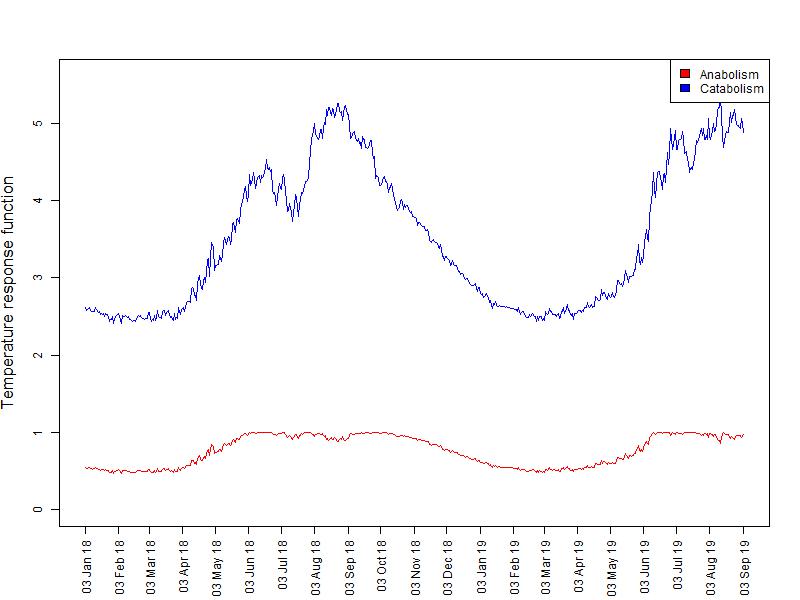 Anabolism
Catabolism
Temperature response function
5
4
3
2
1
0
03 Jan 18
03 Feb 18
03 Mar 18
03 Apr 18
03 May 18
03 Jun 18
03 Jul 18
03 Aug 18
03 Sep 18
03 Oct 18
03 Nov 18
03 Dec 18
03 Jan 19
03 Feb 19
03 Mar 19
03 Apr 19
03 May 19
03 Jun 19
03 Jul 19
03 Aug 19
03 Sep 19